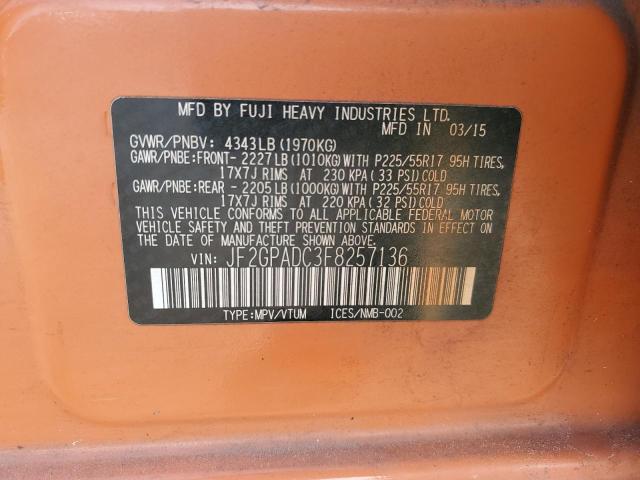 MFD BY FUJI HEAVY INDUSTRIES LTD.
MFD IN 03/15
GVWR/PNBV: 4343LB(1970KG)
GAWR/PNBE:FRONT- 2227LB(1010KG)WITH P225/55R17 95H TIRES,
17X7J RIMS AT 230 KPA( 33 PSI)COLD
GAWR/PNBE:REAR - 2205LB(1000KG)WITH P225/55R17 95H TIRES,
17X7J RIMS AT 220 KPA( 32 PSI)COLD
THIS VEHICLE CONFORMS TO ALL APPLICABLE FEDERAL MOTOR
VEHICLE SAFETY AND THEFT PREVENTION STANDARDS IN EFFECT
ON THE DATE OF MANUFACTURE SHOWN ABOVE.
VIN: JF2GPADC3F8257136
TYPE:MPV/VTUM ICES/NMB-002